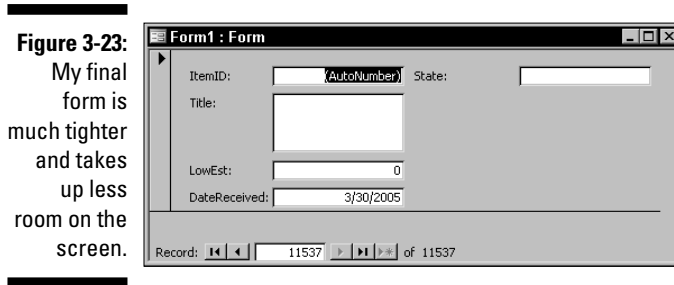 Figure 3-23:
My final
form is
much tighter
and takes
up less
room on the
screen.
Form1 : Form
ItemID: (AutoNumber) State:
Title:
LowEst: 0
DateReceived: 3/30/2005
Record: 11537 of 11537